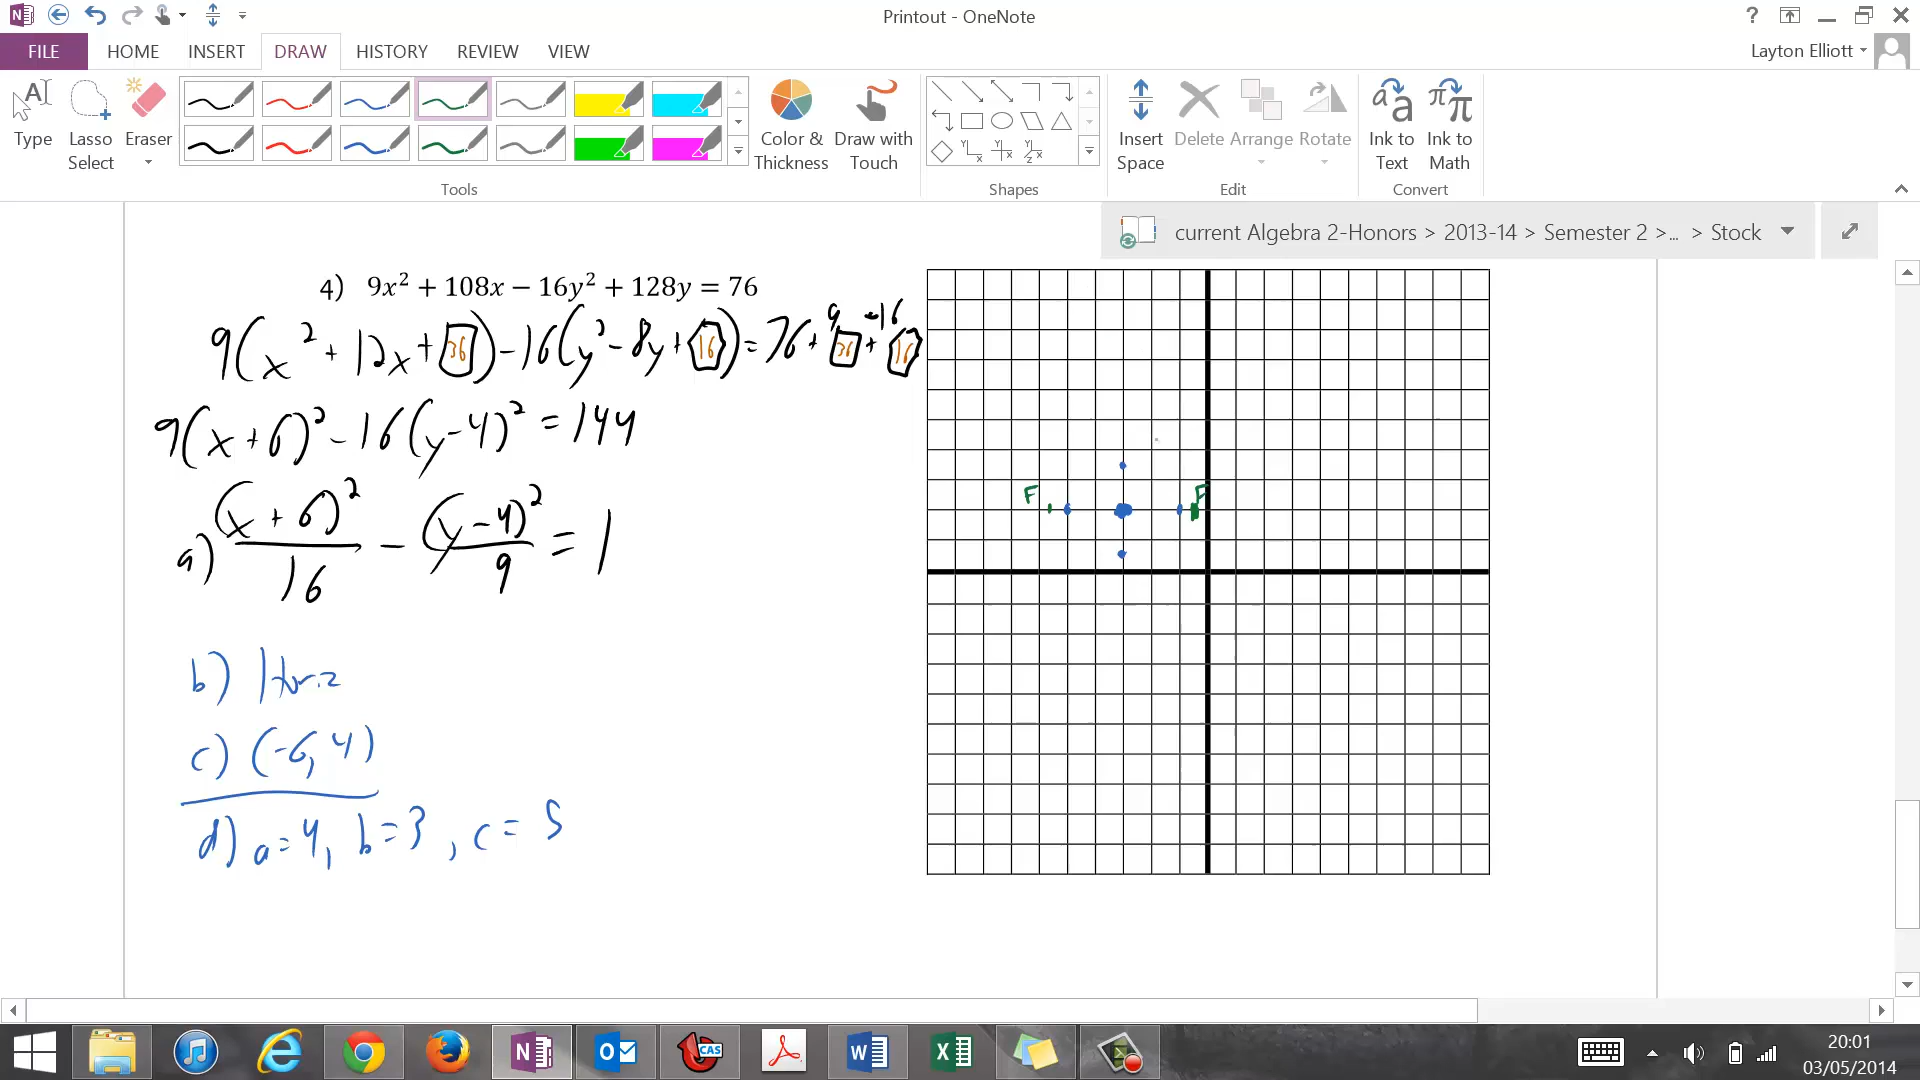 Printout - OneNote
?
FILE HOME INSERT DRAW HISTORY REVIEW VIEW
Layton Elliott
Type
Lasso Select
Eraser
Color & Thickness
Draw with Touch
Insert Space
Delete
Arrange
Rotate
Ink to Text
Ink to Math
Tools
Shapes
Edit
Convert
current Algebra 2-Honors > 2013-14 > Semester 2 >... > Stock
4) 9x² + 108x − 16y² + 128y = 76
9(x² + 12x + 36) - 16(y² - 8y + 16) = 76 + 9 36 + -16 16
9(x+6)² - 16(y-4)² = 144
a) (x+6)²/16 - (y-4)²/9 = 1
b) Horiz
c) (-6, 4)
d) a=4, b=3, c=5
F F
20:01
03/05/2014